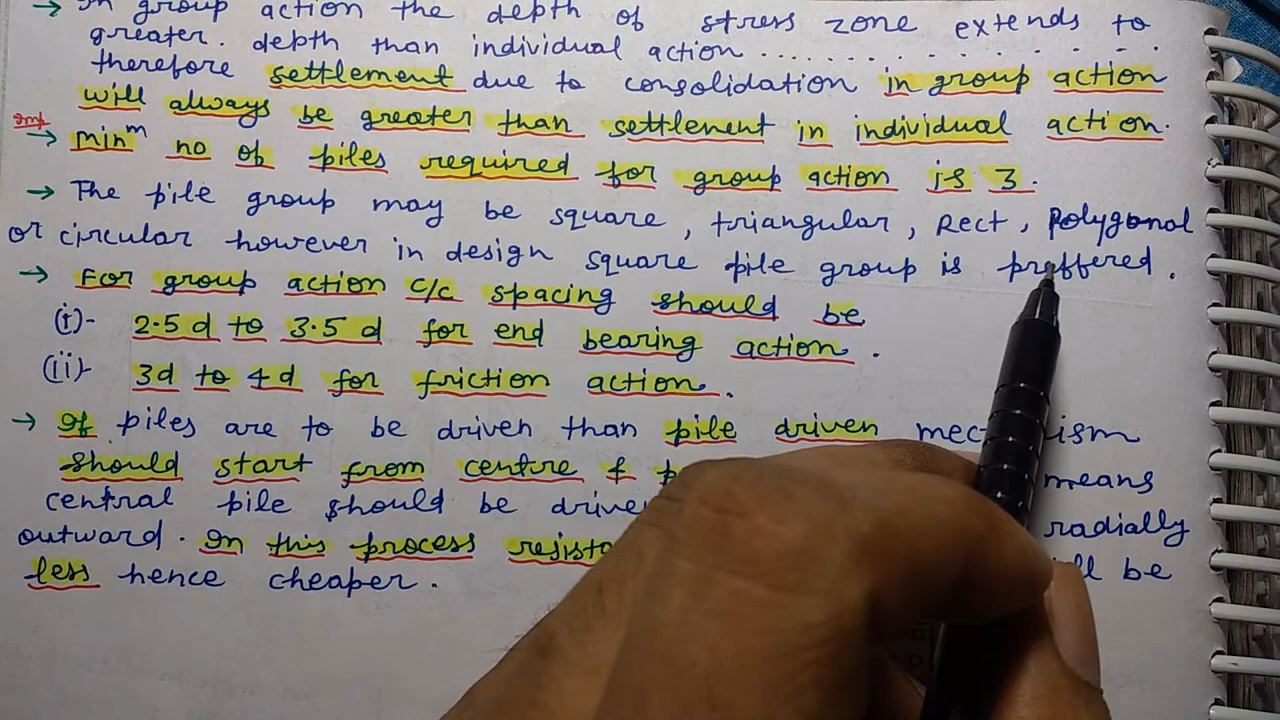 → In group action the depth of stress zone extends to
greater. depth than individual action ..............
therefore settlement due to consolidation in group action
will always be greater than settlement in individual action.
Imp → minᵐ no of piles required for group action is 3.
→ The pile group may be square, triangular, Rect, Polygonal
or circular however in design square pile group is preffered.
→ For group action c/c spacing should be
(i)- 2.5 d to 3.5 d for end bearing action.
(ii)- 3d to 4d for friction action.
→ If piles are to be driven than pile driven
should start from centre & means
central pile should be radially
outward. In this process be
less hence cheaper.